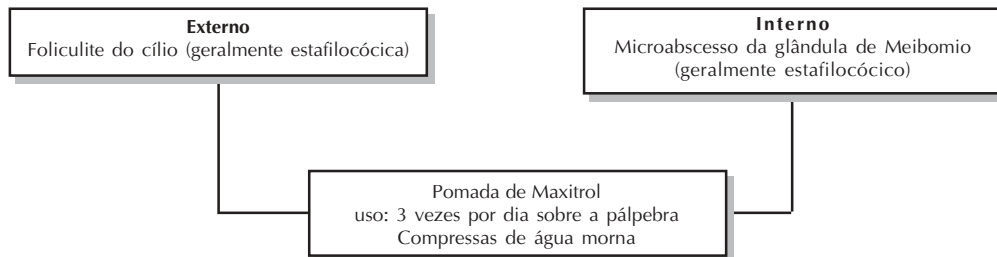 Externo
Foliculite do cílio (geralmente estafilocócica)
Interno
Microabscesso da glândula de Meibomio
(geralmente estafilocócico)
Pomada de Maxitrol
uso: 3 vezes por dia sobre a pálpebra
Compressas de água morna